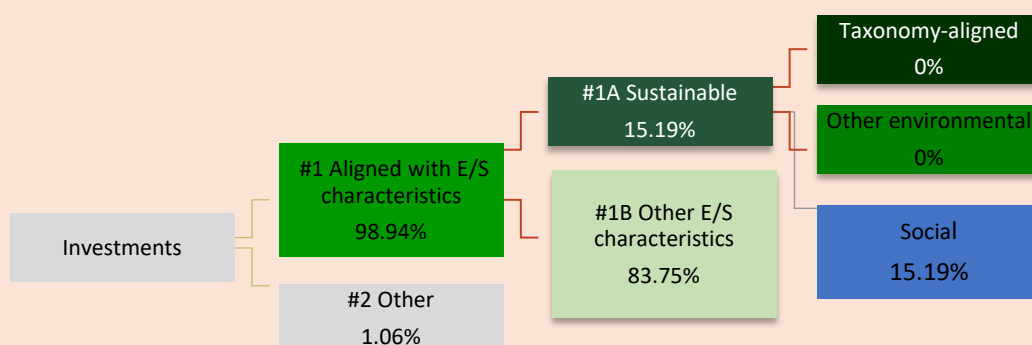 Investments
#1 Aligned with E/S
characteristics
98.94%
#2 Other
1.06%
#1A Sustainable
15.19%
#1B Other E/S
characteristics
83.75%
Taxonomy-aligned
0%
Other environmental
0%
Social
15.19%